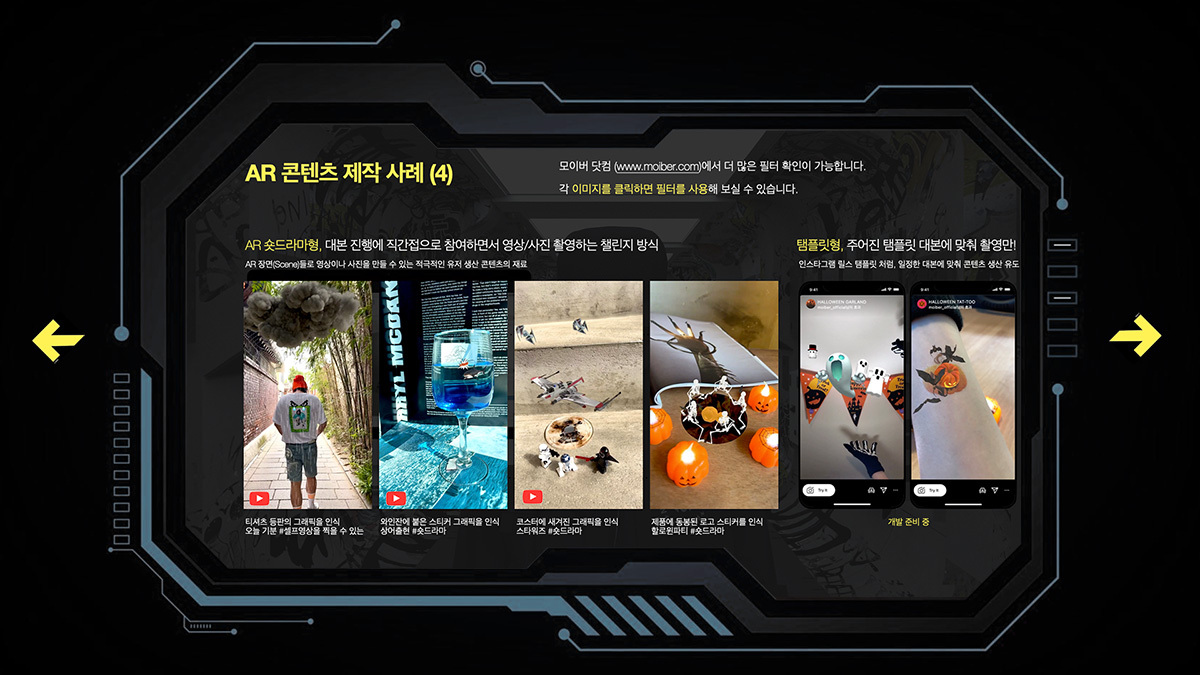 AR 콘텐츠 제작 사례 (4)
모이버 닷컴 (www.moiber.com)에서 더 많은 필터 확인이 가능합니다.
각 이미지를 클릭하면 필터를 사용해 보실 수 있습니다.
AR 숏드라마형, 대본 진행에 직간접으로 참여하면서 영상/사진 촬영하는 챌린지 방식
AR 장면(Scene)들로 영상이나 사진을 만들 수 있는 적극적인 유저 생산 콘텐츠의 재료
탬플릿형, 주어진 탬플릿 대본에 맞춰 촬영만!
인스타그램 릴스 탬플릿 처럼, 일정한 대본에 맞춰 콘텐츠 생산 유도
DARYL MCDANI
9:41
HALLOWEEN GARLAND
Try it
9:41
HALLOWEEN TAT-TOO
Try it
티셔츠 등판의 그래픽을 인식
오늘 기분 #셀프영상을 찍을 수 있는
와인잔에 붙은 스티커 그래픽을 인식
상어출현 #숏드라마
코스터에 새겨진 그래픽을 인식
스타워즈 #숏드라마
제품에 동봉된 로고 스티커를 인식
할로윈파티 #숏드라마
개발 준비 중